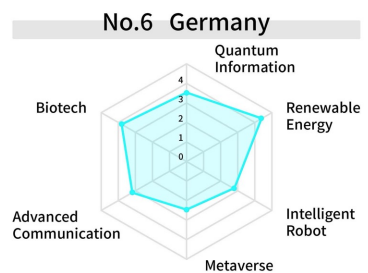 No.6 Germany
Quantum
Information
4
3
2
1
0
Biotech
Renewable
Energy
Advanced
Communication
Intelligent
Robot
Metaverse